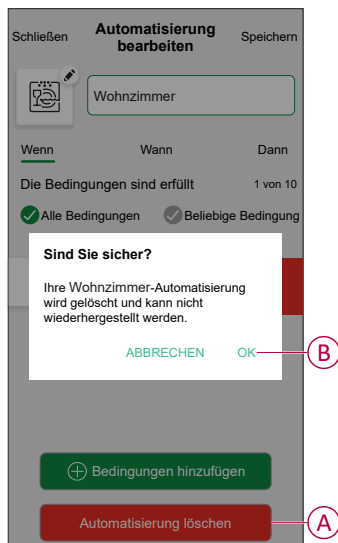 Schließen
Automatisierung
bearbeiten
Speichern
Wohnzimmer
Wenn
Wann
Dann
Die Bedingungen sind erfüllt
1 von 10
Alle Bedingungen
Beliebige Bedingung
Sind Sie sicher?
Ihre Wohnzimmer-Automatisierung
wird gelöscht und kann nicht
wiederhergestellt werden.
ABBRECHEN
OK
B
Bedingungen hinzufügen
Automatisierung löschen
A